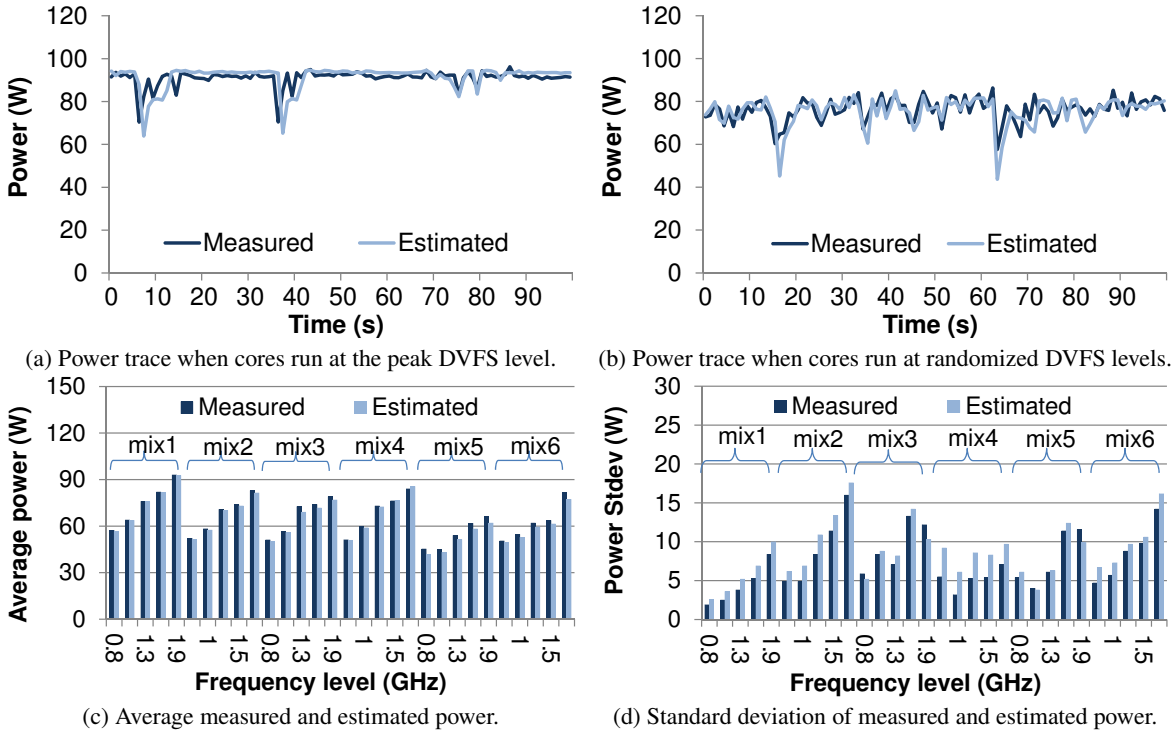 120
100
80
60
40
20
0
Power (W)
Measured
Estimated
0 10 20 30 40 50 60 70 80 90
Time (s)
(a) Power trace when cores run at the peak DVFS level.
120
100
80
60
40
20
0
Power (W)
Measured
Estimated
0 10 20 30 40 50 60 70 80 90
Time (s)
(b) Power trace when cores run at randomized DVFS levels.
150
120
90
60
30
0
Average power (W)
Measured
Estimated
mix1 mix2 mix3 mix4 mix5 mix6
0.8 1.3 1.9 1 1.5 0.8 1.3 1.9 1 1.5 0.8 1.3 1.9 1 1.5
Frequency level (GHz)
(c) Average measured and estimated power.
30
25
20
15
10
5
0
Power Stdev (W)
Measured
Estimated
mix1 mix2 mix3 mix4 mix5 mix6
0.8 1.3 1.9 1 1.5 0.8 1.3 1.9 1 1.5 0.8 1.3 1.9 1 1.5
Frequency level (GHz)
(d) Standard deviation of measured and estimated power.